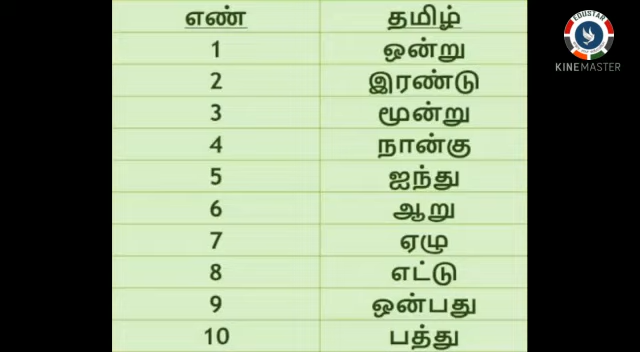 எண் தமிழ்
1 ஒன்று
2 இரண்டு
3 மூன்று
4 நான்கு
5 ஐந்து
6 ஆறு
7 ஏழு
8 எட்டு
9 ஒன்பது
10 பத்து
EDUSTAR
KINEMASTER